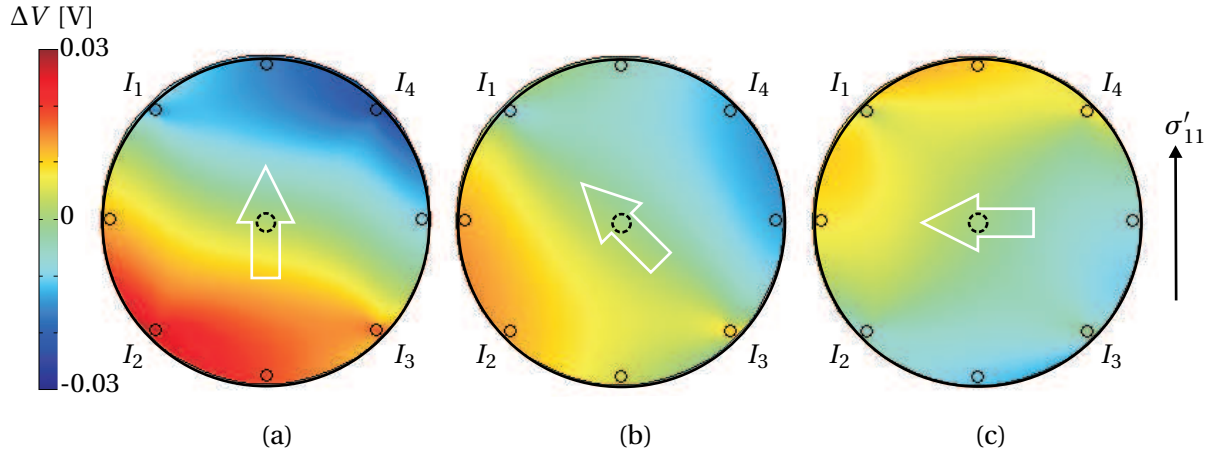 ΔV [V]
0.03
0
-0.03
I₁
I₄
I₂
I₃
(a)
I₁
I₄
I₂
I₃
(b)
I₁
I₄
I₂
I₃
(c)
σ′₁₁